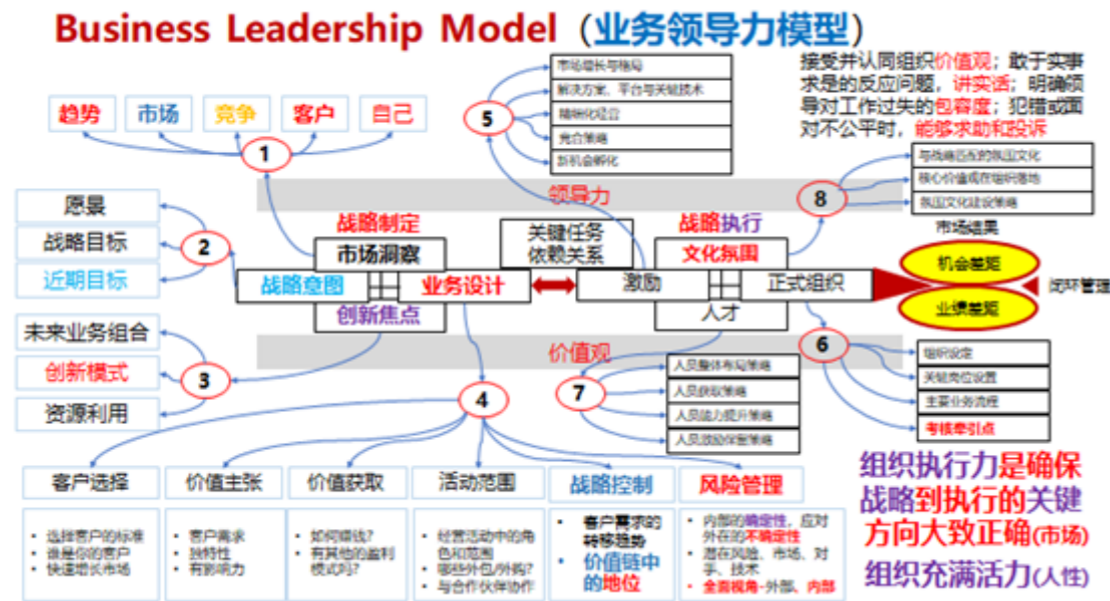 Business Leadership Model（业务领导力模型）
趋势
市场
竞争
客户
自己
1
5
市场增长与格局
解决方案、平台与关键技术
精细化运营
竞合策略
新机会孵化
接受并认同组织价值观；敢于实事
求是的反应问题，讲实话；明确领
导对工作过失的包容度；犯错或面
对不公平时，能够求助和投诉
8
与战略匹配的氛围文化
核心价值观在组织落地
氛围文化建设策略
领导力
愿景
战略目标
近期目标
2
战略制定
市场洞察
战略意图
业务设计
创新焦点
关键任务
依赖关系
战略执行
文化氛围
激励
正式组织
人才
市场结果
机会差距
业绩差距
闭环管理
价值观
未来业务组合
创新模式
资源利用
3
4
7
人员整体布局策略
人员获取策略
人员能力提升策略
人员激励保留策略
6
组织设定
关键岗位设置
主要业务流程
考核牵引点
客户选择
• 选择客户的标准
• 谁是你的客户
• 快速增长市场
价值主张
• 客户需求
• 独特性
• 有影响力
价值获取
• 如何赚钱?
• 有其他的盈利
模式吗?
活动范围
• 经营活动中的角
色和范围
• 哪些外包/外购?
• 与合作伙伴协作
战略控制
• 客户需求的
转移趋势
• 价值链中
的地位
风险管理
• 内部的确定性，应对
外在的不确定性
• 潜在风险、市场、对
手、技术
• 全面视角-外部、内部
组织执行力是确保
战略到执行的关键
方向大致正确(市场)
组织充满活力(人性)